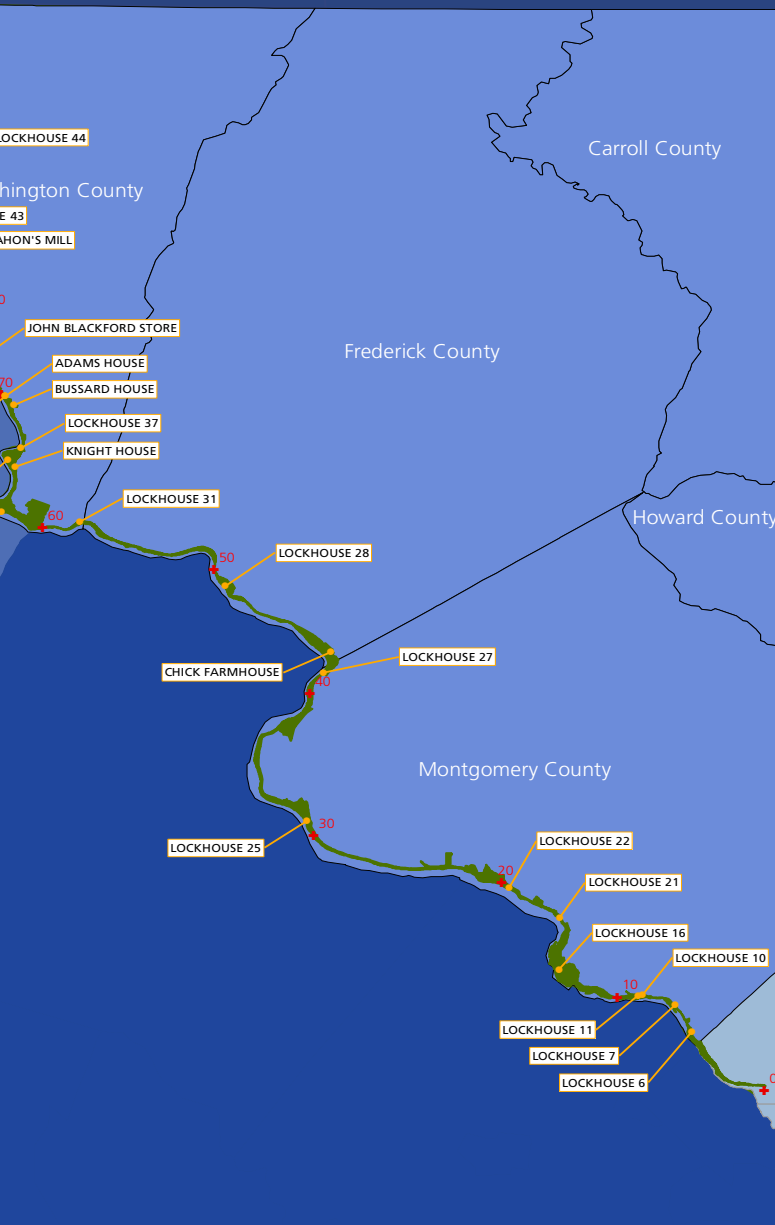 LOCKHOUSE 44
Carroll County
hington County
E 43
AHON'S MILL
0
JOHN BLACKFORD STORE
Frederick County
ADAMS HOUSE
70
BUSSARD HOUSE
LOCKHOUSE 37
KNIGHT HOUSE
LOCKHOUSE 31
60
Howard County
50
LOCKHOUSE 28
LOCKHOUSE 27
CHICK FARMHOUSE
40
Montgomery County
30
LOCKHOUSE 25
LOCKHOUSE 22
20
LOCKHOUSE 21
LOCKHOUSE 16
LOCKHOUSE 10
10
LOCKHOUSE 11
LOCKHOUSE 7
LOCKHOUSE 6
0